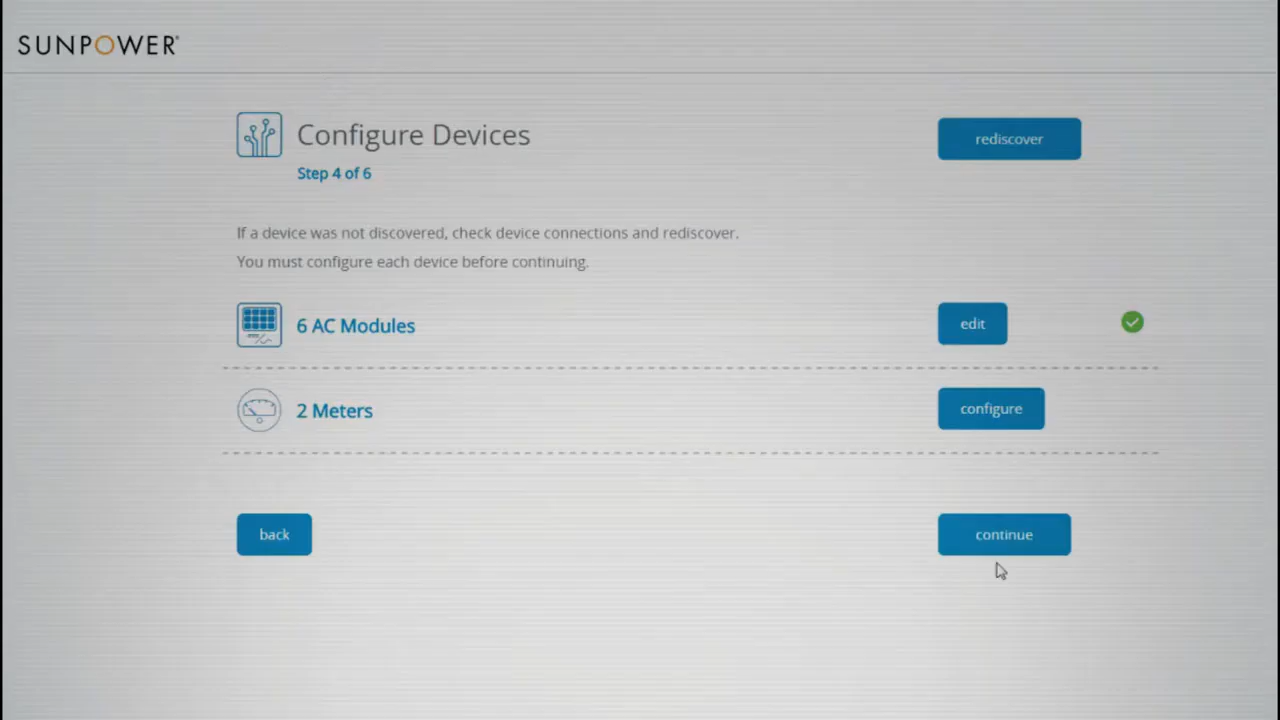 SUNPOWER
Configure Devices
rediscover
Step 4 of 6
If a device was not discovered, check device connections and rediscover.
You must configure each device before continuing.
6 AC Modules
edit
2 Meters
configure
back
continue